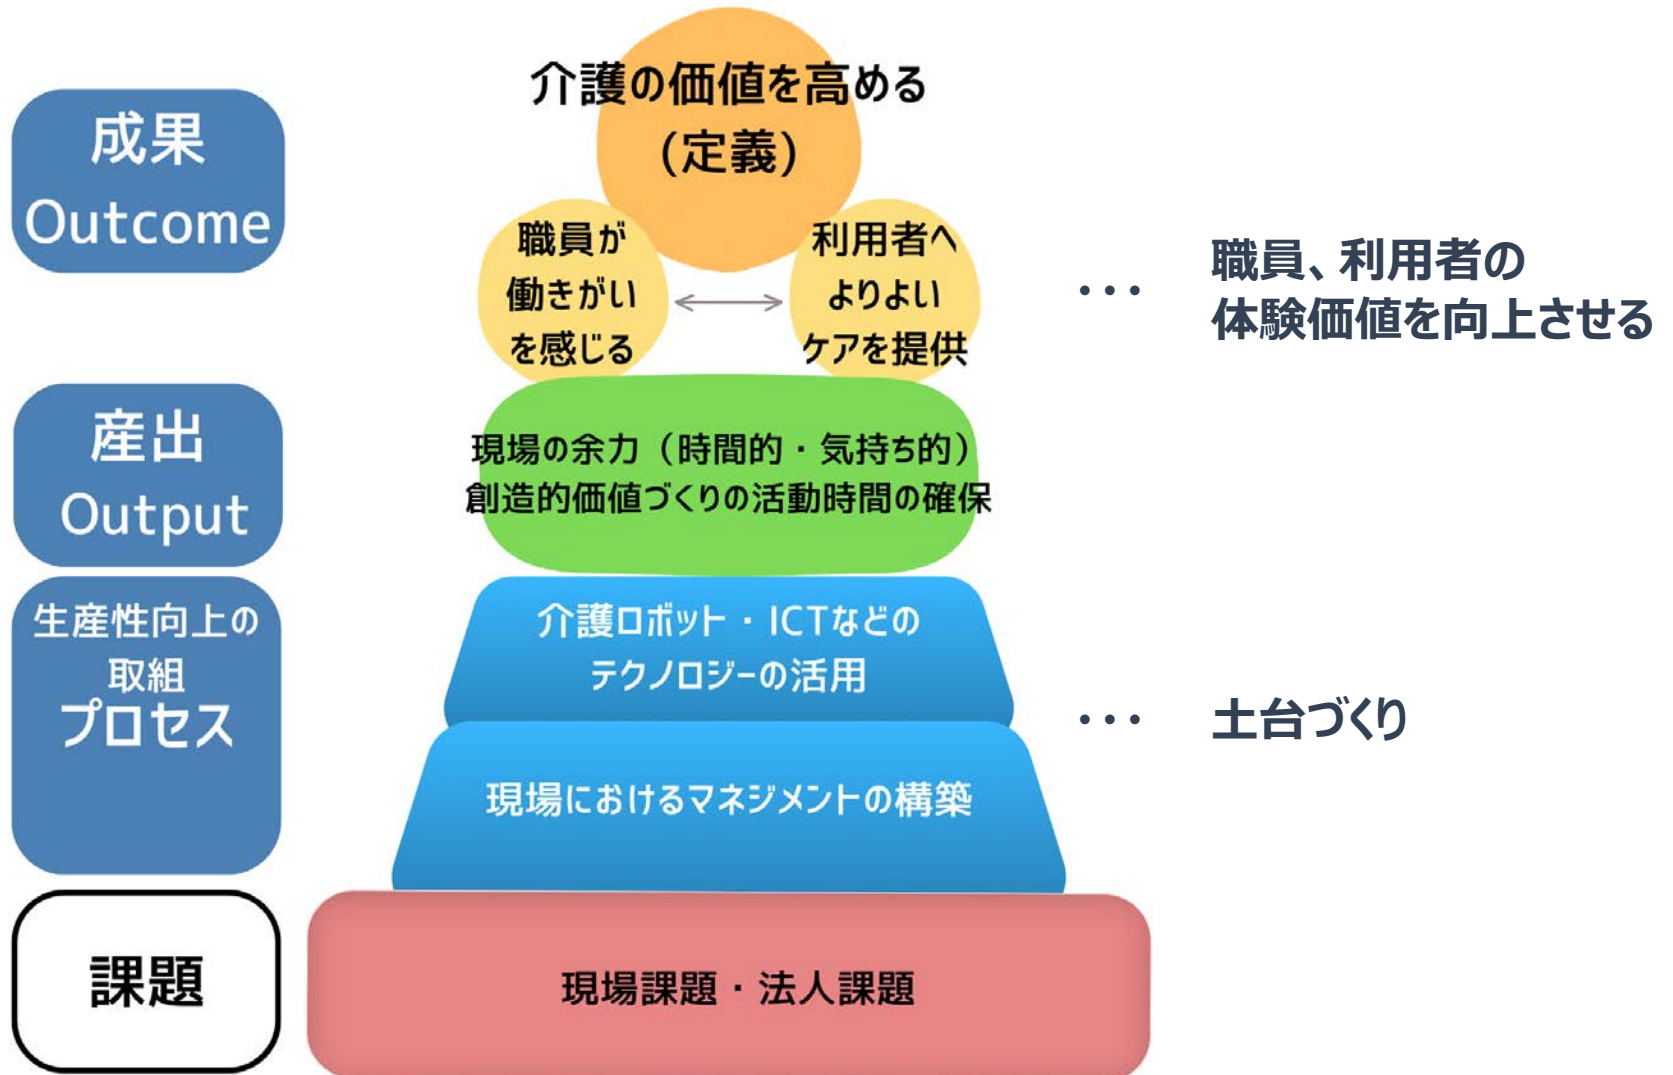 成果
Outcome
介護の価値を高める
(定義)
職員が
働きがい
を感じる
利用者へ
よりよい
ケアを提供
・・・
職員、利用者の
体験価値を向上させる
産出
Output
現場の余力（時間的・気持ち的）
創造的価値づくりの活動時間の確保
生産性向上の
取組
プロセス
介護ロボット・ICTなどの
テクノロジーの活用
現場におけるマネジメントの構築
・・・
土台づくり
課題
現場課題・法人課題